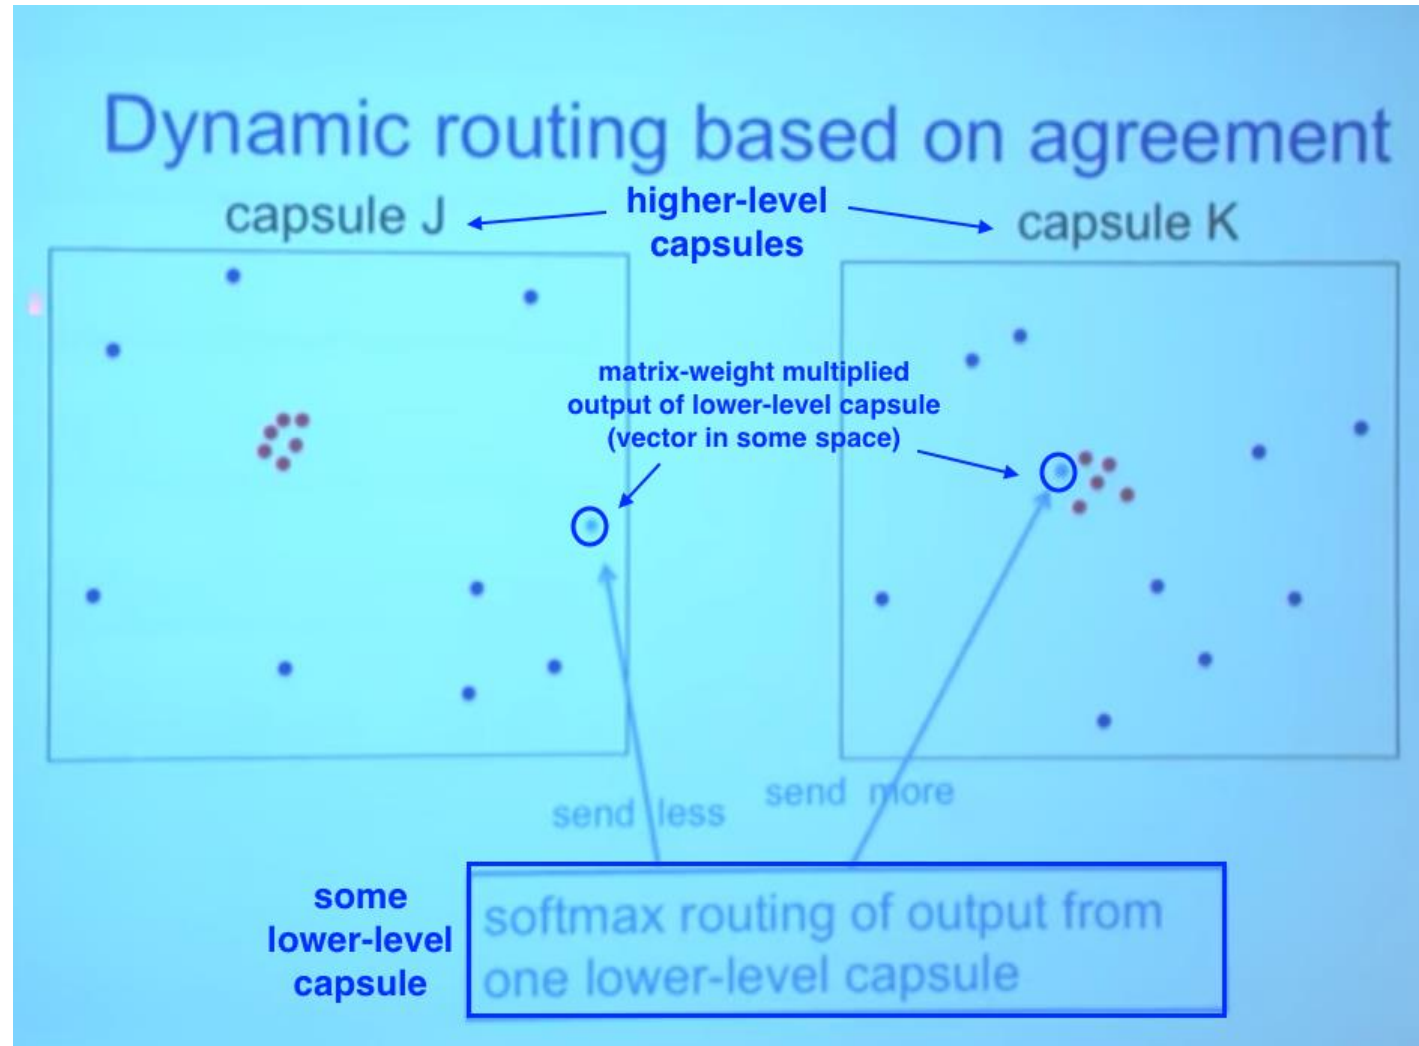 Dynamic routing based on agreement
capsule J
higher-level
capsules
capsule K
matrix-weight multiplied
output of lower-level capsule
(vector in some space)
send less
send more
some
lower-level
capsule
softmax routing of output from
one lower-level capsule